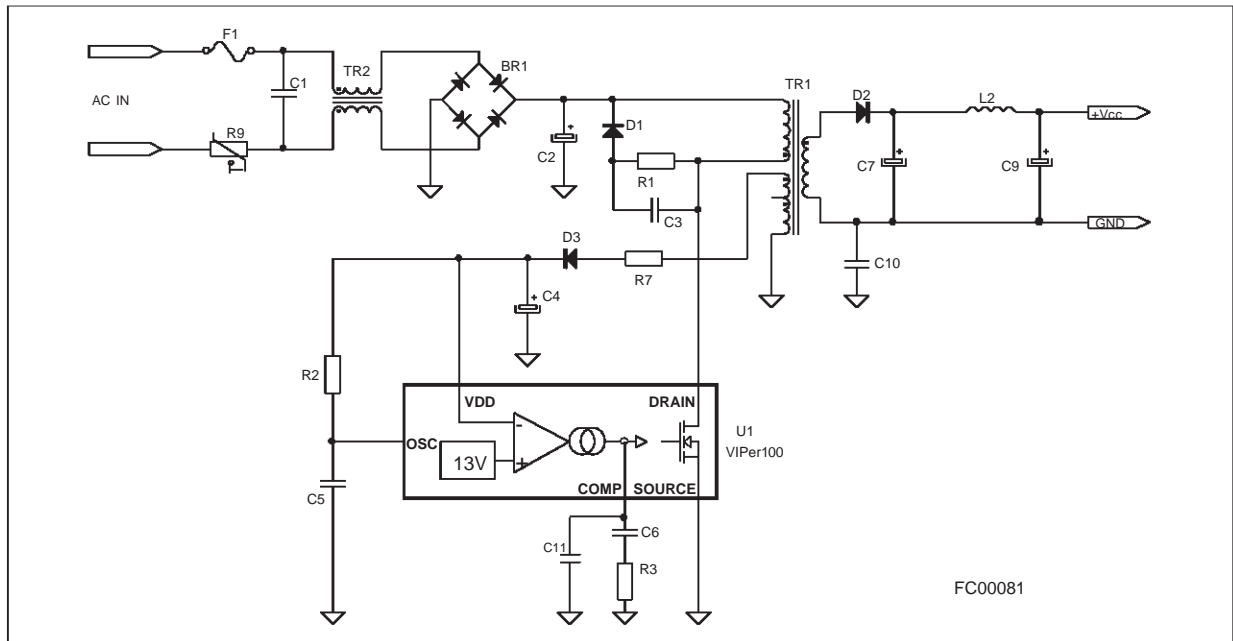 F1
BR1
TR1
D2
L2
TR2
C1
AC IN
+Vcc
D1
R9
C2
C7
C9
R1
T°
C3
GND
D3
C10
R7
C4
R2
VDD
DRAIN
U1
VIPer100
OSC
-
13V
+
COMP
SOURCE
C5
C6
C11
R3
FC00081
+
+
+
+